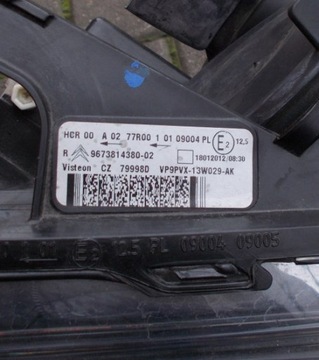 HCR 00 A 02 77R00 1 01 09004 PL E2 12,5
R 9673814380-02 18012012/08:30
Visteon CZ 79998D VP9PVX-13W029-AK
12.5 PL 09004 09005